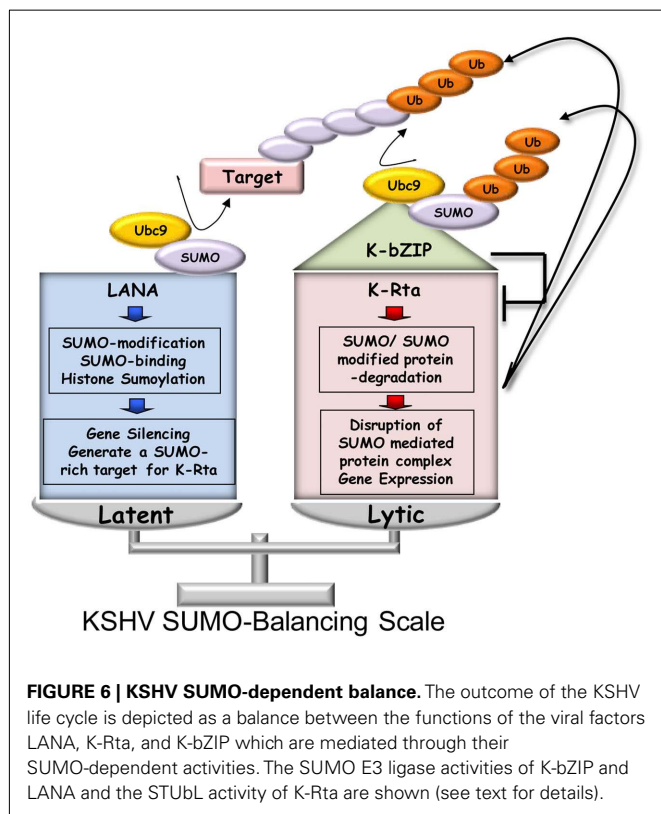 Ub
Ub
Ub
Target
Ub
Ub
Ub
Ubc9
SUMO
Ubc9
SUMO
K-bZIP
LANA
SUMO-modification
SUMO-binding
Histone Sumoylation
Gene Silencing
Generate a SUMO-
rich target for K-Rta
Latent
K-Rta
SUMO/ SUMO
modified protein
-degradation
Disruption of
SUMO mediated
protein complex
Gene Expression
Lytic
KSHV SUMO-Balancing Scale
FIGURE 6 | KSHV SUMO-dependent balance. The outcome of the KSHV
life cycle is depicted as a balance between the functions of the viral factors
LANA, K-Rta, and K-bZIP which are mediated through their
SUMO-dependent activities. The SUMO E3 ligase activities of K-bZIP and
LANA and the STUbL activity of K-Rta are shown (see text for details).